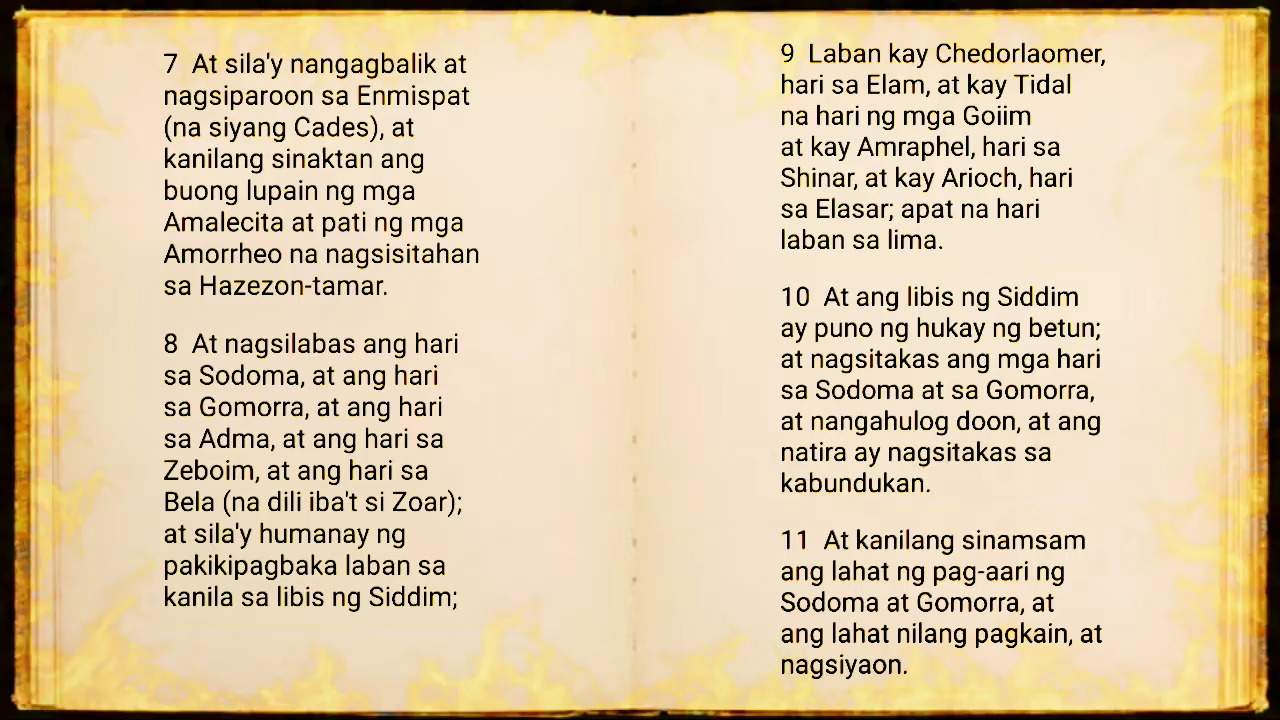 7 At sila'y nangagbalik at
nagsiparoon sa Enmispat
(na siyang Cades), at
kanilang sinaktan ang
buong lupain ng mga
Amalecita at pati ng mga
Amorrheo na nagsisitahan
sa Hazezon-tamar.
8 At nagsilabas ang hari
sa Sodoma, at ang hari
sa Gomorra, at ang hari
sa Adma, at ang hari sa
Zeboim, at ang hari sa
Bela (na dili iba't si Zoar);
at sila'y humanay ng
pakikipagbaka laban sa
kanila sa libis ng Siddim;
9 Laban kay Chedorlaomer,
hari sa Elam, at kay Tidal
na hari ng mga Goiim
at kay Amraphel, hari sa
Shinar, at kay Arioch, hari
sa Elasar; apat na hari
laban sa lima.
10 At ang libis ng Siddim
ay puno ng hukay ng betun;
at nagsitakas ang mga hari
sa Sodoma at sa Gomorra,
at nangahulog doon, at ang
natira ay nagsitakas sa
kabundukan.
11 At kanilang sinamsam
ang lahat ng pag-aari ng
Sodoma at Gomorra, at
ang lahat nilang pagkain, at
nagsiyaon.